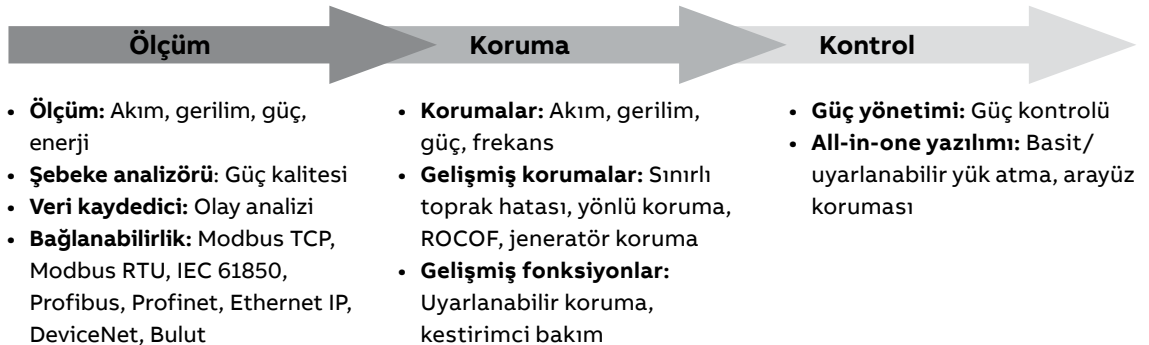 Ölçüm
Koruma
Kontrol
• Ölçüm: Akım, gerilim, güç,
enerji
• Şebeke analizörü: Güç kalitesi
• Veri kaydedici: Olay analizi
• Bağlanabilirlik: Modbus TCP,
Modbus RTU, IEC 61850,
Profibus, Profinet, Ethernet IP,
DeviceNet, Bulut
• Korumalar: Akım, gerilim,
güç, frekans
• Gelişmiş korumalar: Sınırlı
toprak hatası, yönlü koruma,
ROCOF, jeneratör koruma
• Gelişmiş fonksiyonlar:
Uyarlanabilir koruma,
kestirimci bakım
• Güç yönetimi: Güç kontrolü
• All-in-one yazılımı: Basit/
uyarlanabilir yük atma, arayüz
koruması